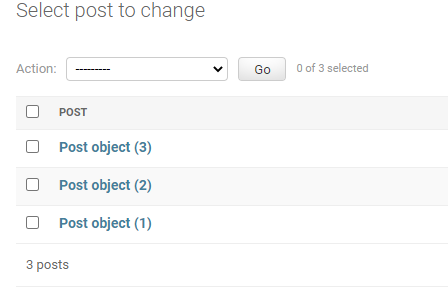 Select post to change
Action: --------- Go 0 of 3 selected
POST
Post object (3)
Post object (2)
Post object (1)
3 posts